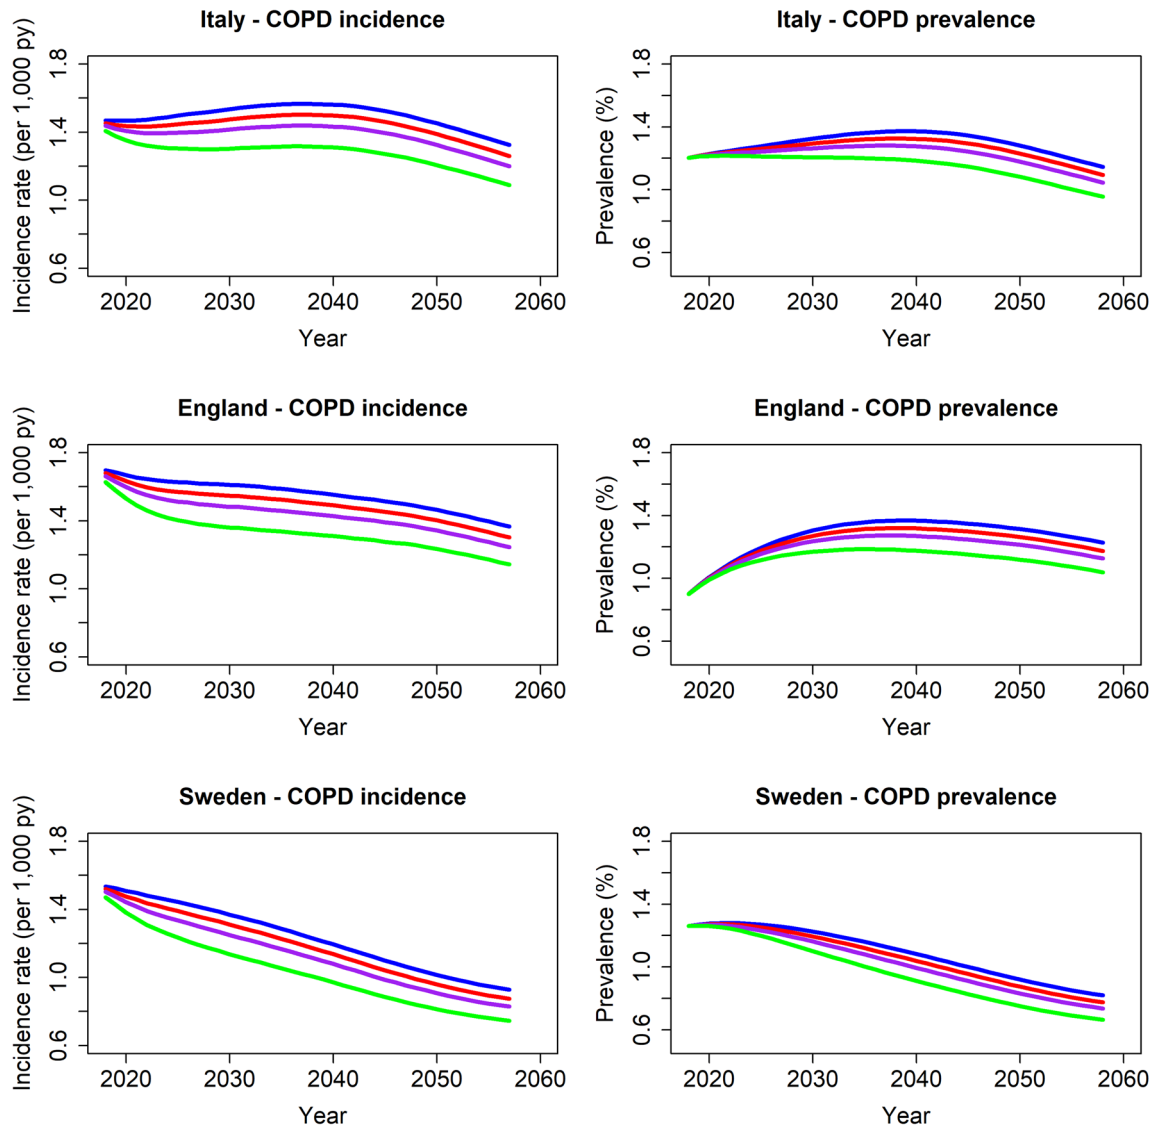 Italy - COPD incidence
Incidence rate (per 1,000 py)
1.8
1.4
1.0
0.6
2020 2030 2040 2050 2060
Year
Italy - COPD prevalence
Prevalence (%)
1.8
1.4
1.0
0.6
2020 2030 2040 2050 2060
Year
England - COPD incidence
Incidence rate (per 1,000 py)
1.8
1.4
1.0
0.6
2020 2030 2040 2050 2060
Year
England - COPD prevalence
Prevalence (%)
1.8
1.4
1.0
0.6
2020 2030 2040 2050 2060
Year
Sweden - COPD incidence
Incidence rate (per 1,000 py)
1.8
1.4
1.0
0.6
2020 2030 2040 2050 2060
Year
Sweden - COPD prevalence
Prevalence (%)
1.8
1.4
1.0
0.6
2020 2030 2040 2050 2060
Year